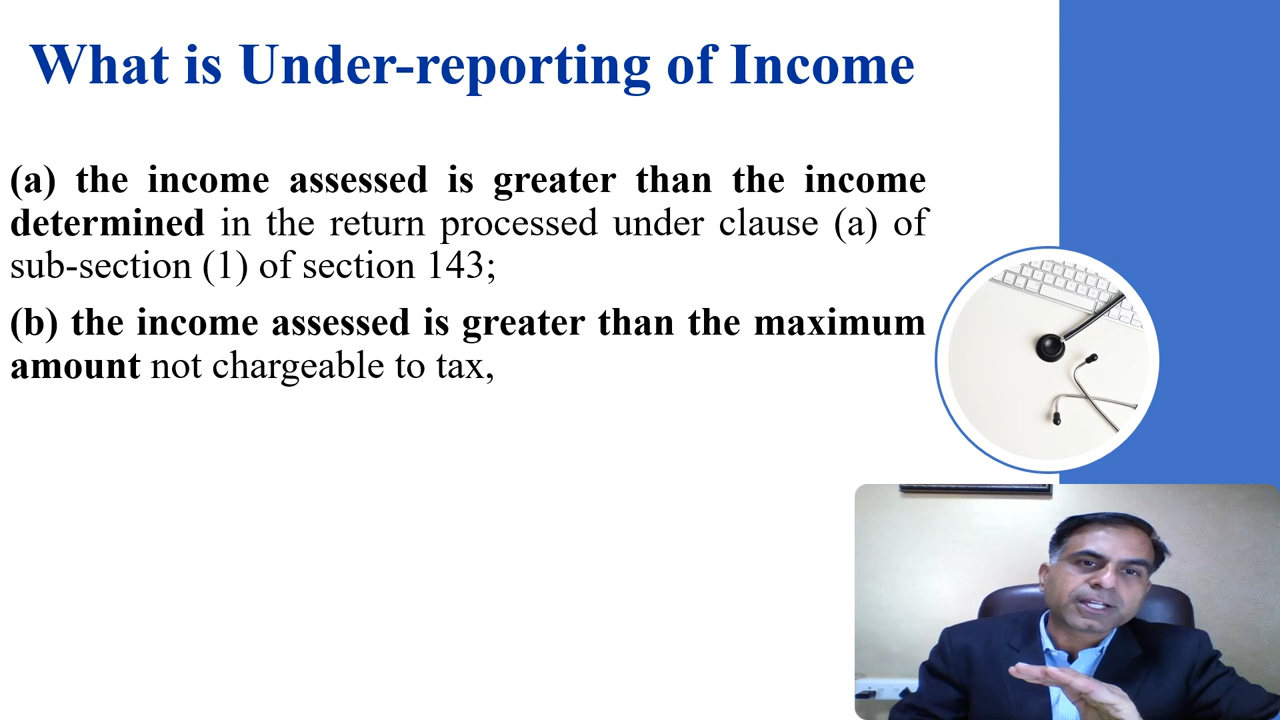 What is Under-reporting of Income
(a) the income assessed is greater than the income
determined in the return processed under clause (a) of
sub-section (1) of section 143;
(b) the income assessed is greater than the maximum
amount not chargeable to tax,